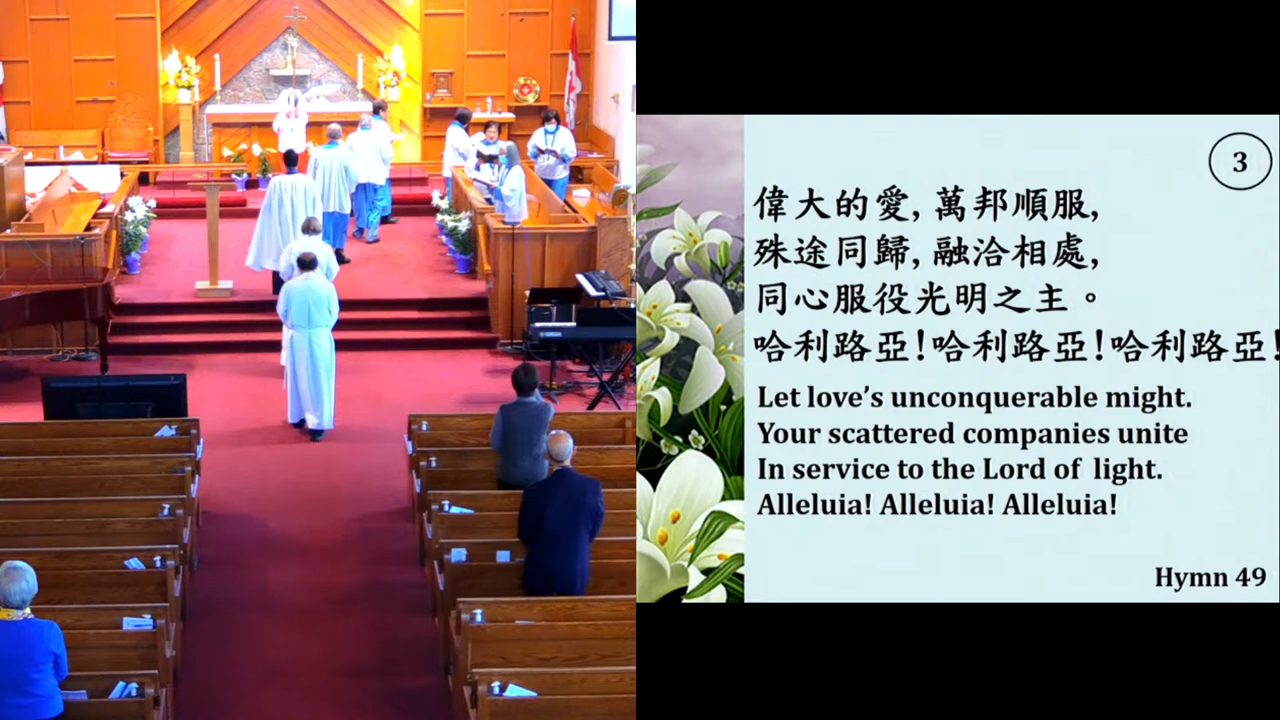 3
偉大的愛, 萬邦順服,
殊途同歸, 融洽相處,
同心服役光明之主。
哈利路亞!哈利路亞!哈利路亞!
Let love's unconquerable might.
Your scattered companies unite
In service to the Lord of light.
Alleluia! Alleluia! Alleluia!
Hymn 49